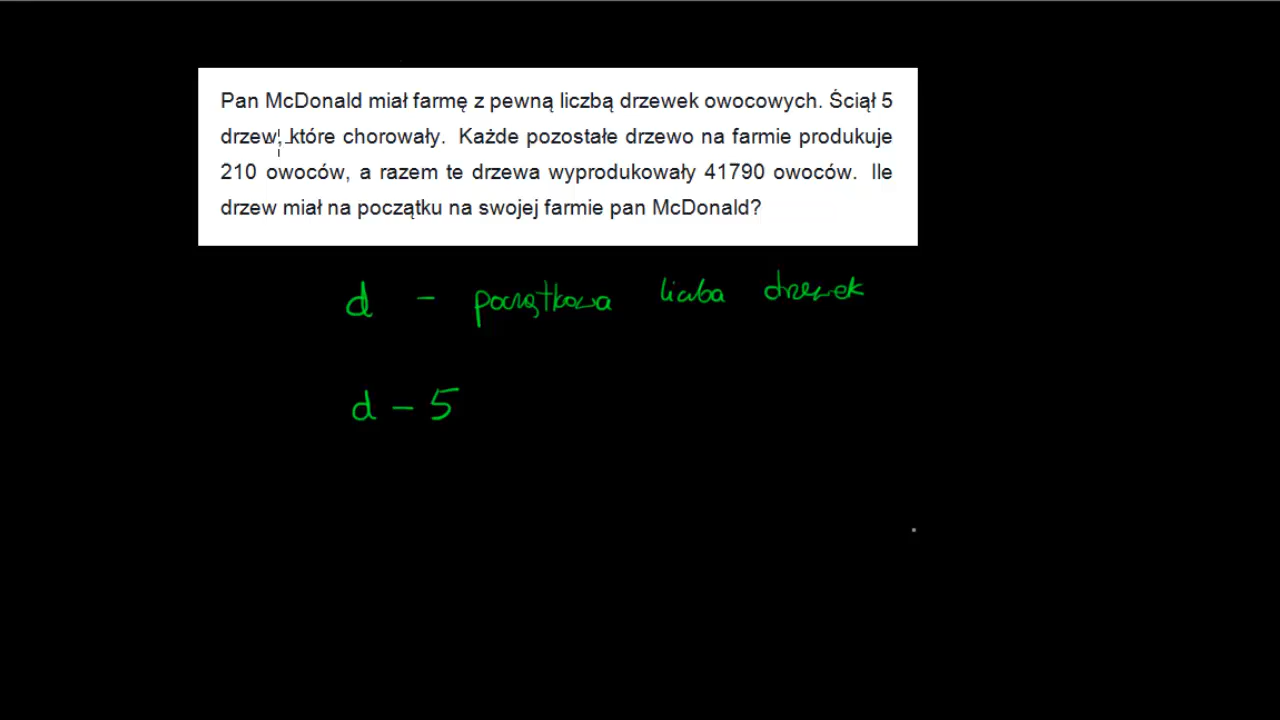 Pan McDonald miał farmę z pewną liczbą drzewek owocowych. Ściął 5
drzew, które chorowały. Każde pozostałe drzewo na farmie produkuje
210 owoców, a razem te drzewa wyprodukowały 41790 owoców. Ile
drzew miał na początku na swojej farmie pan McDonald?
d - początkowa liczba drzewek
d - 5